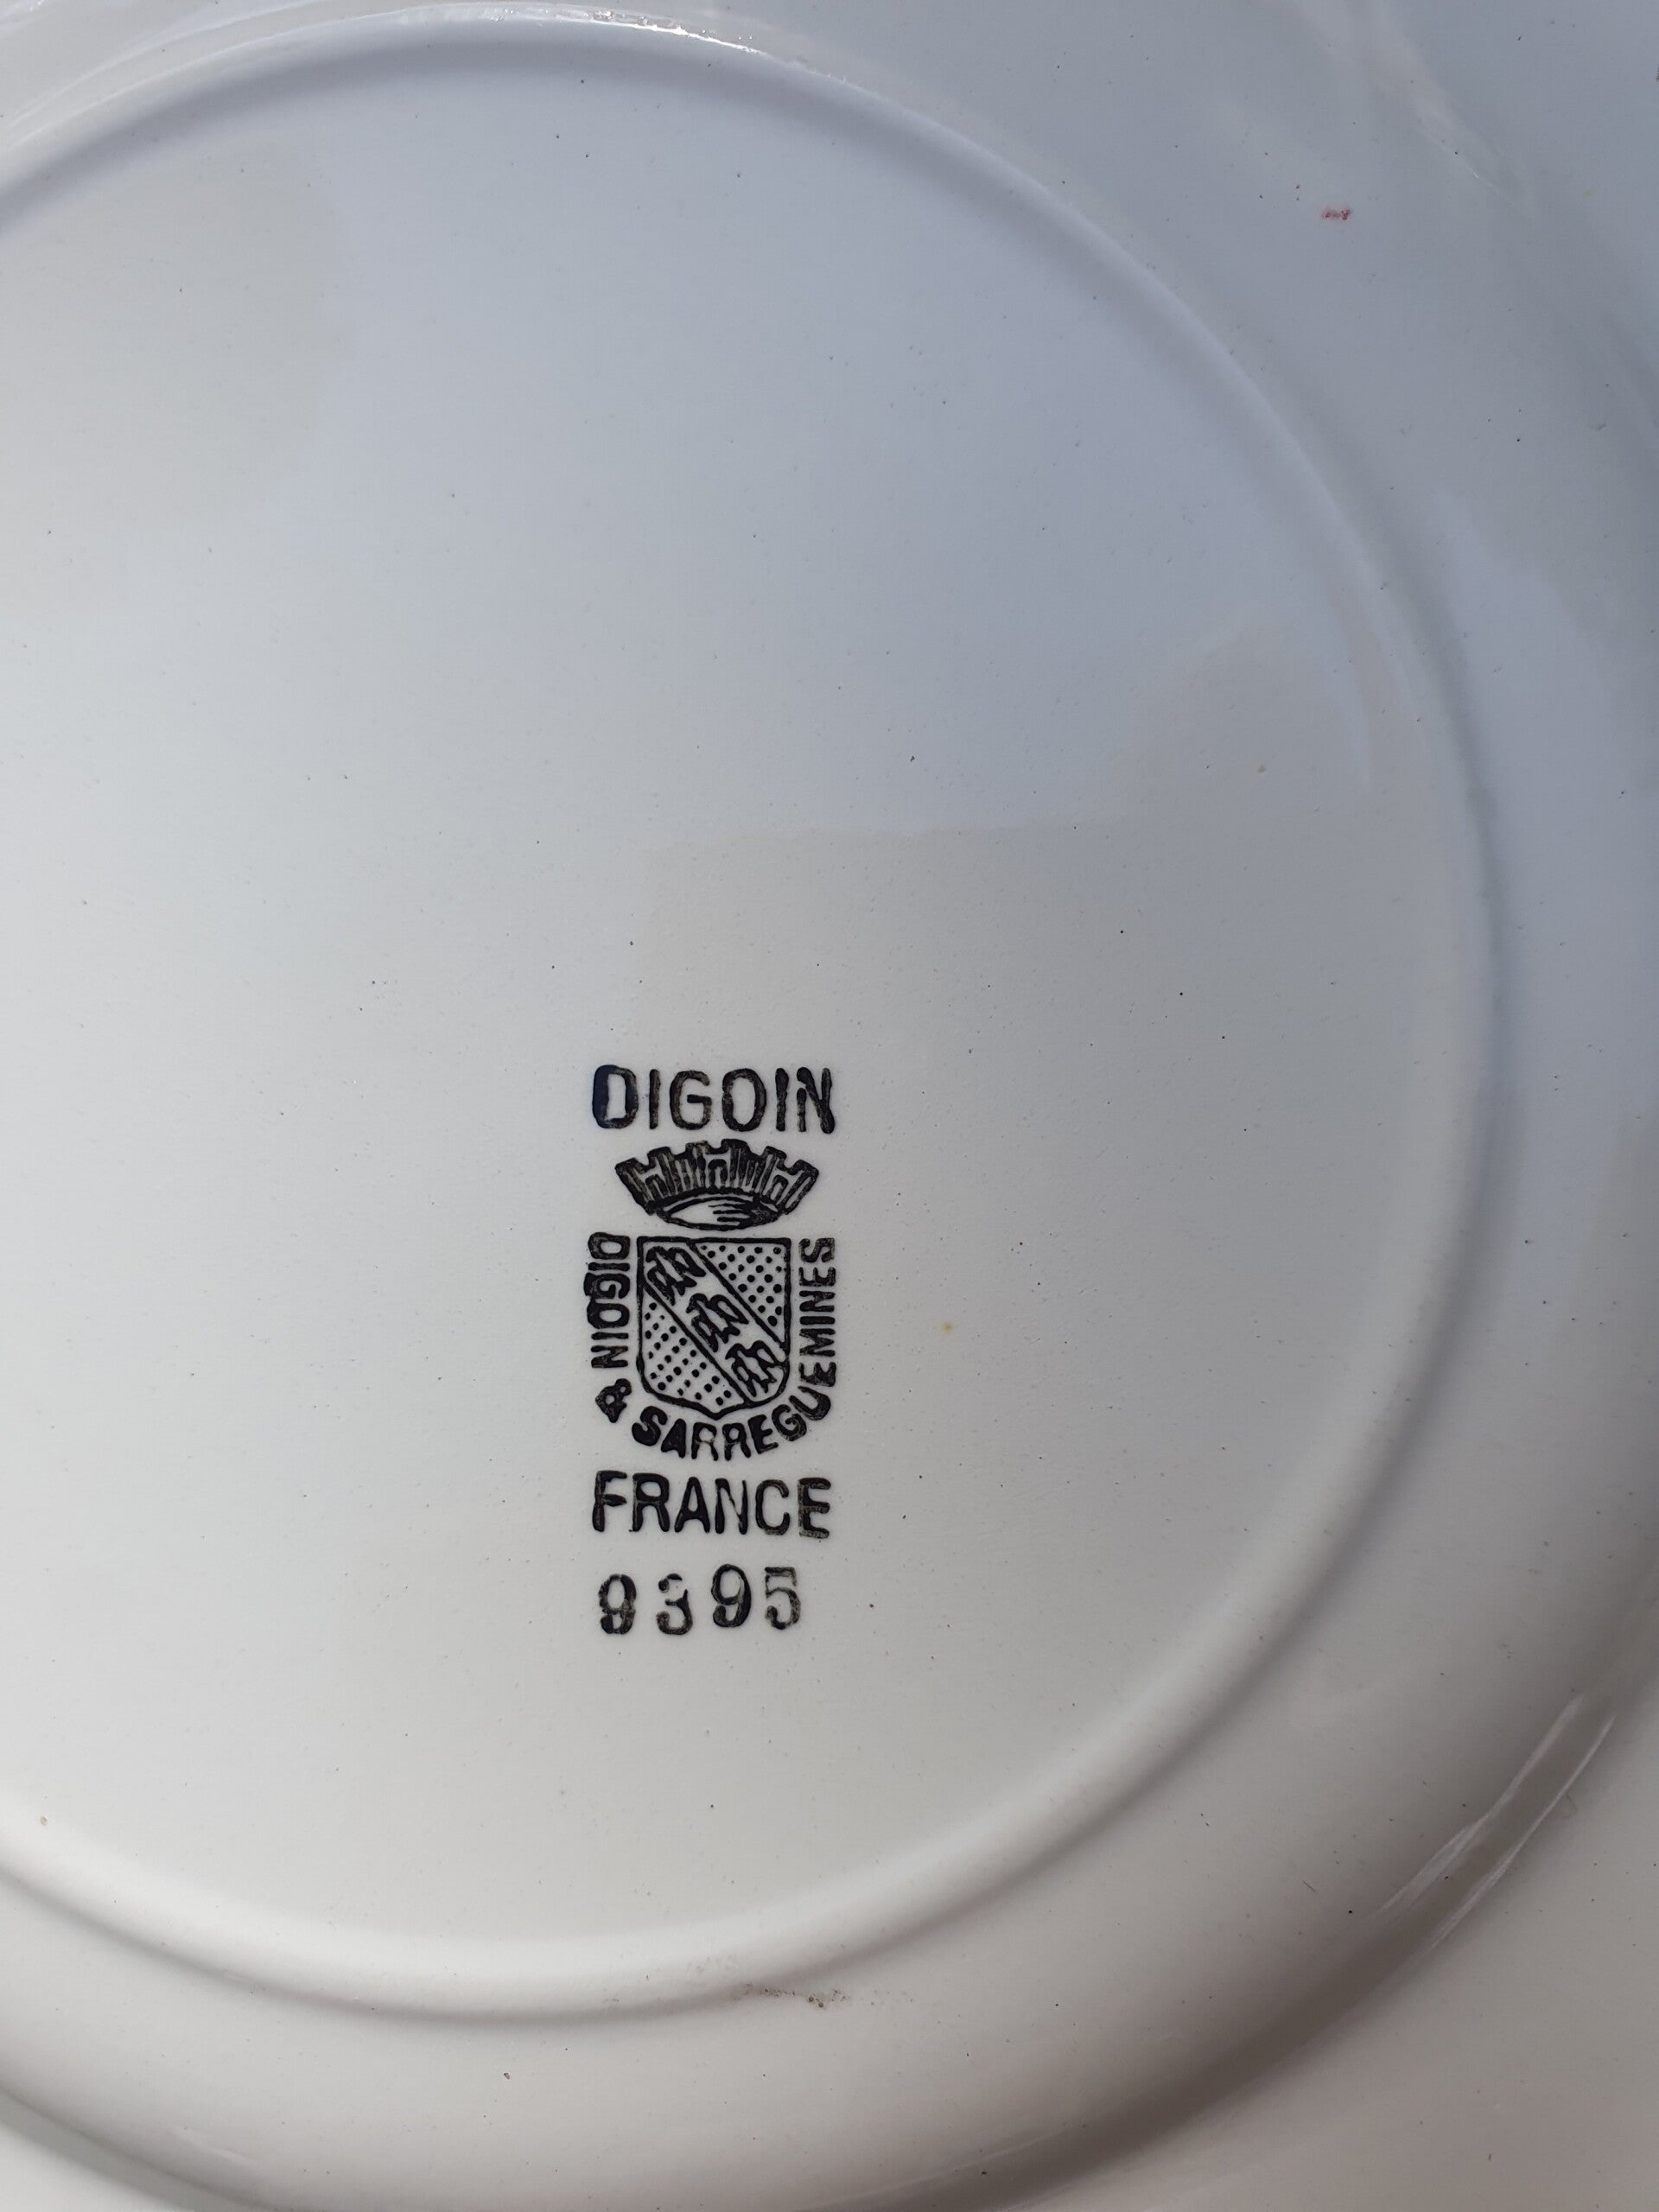 DIGOIN
DIGOIN & SARREGUEMINES
FRANCE
9395